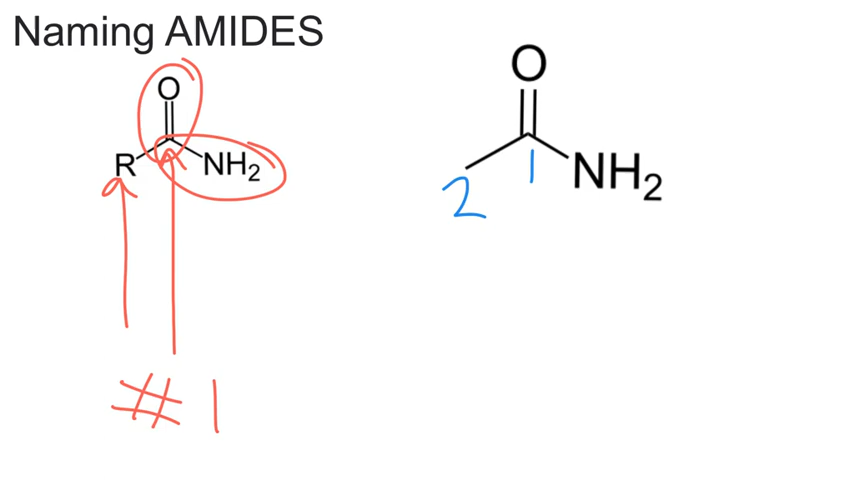 Naming AMIDES
O
R
NH2
#1
O
NH2
1
2